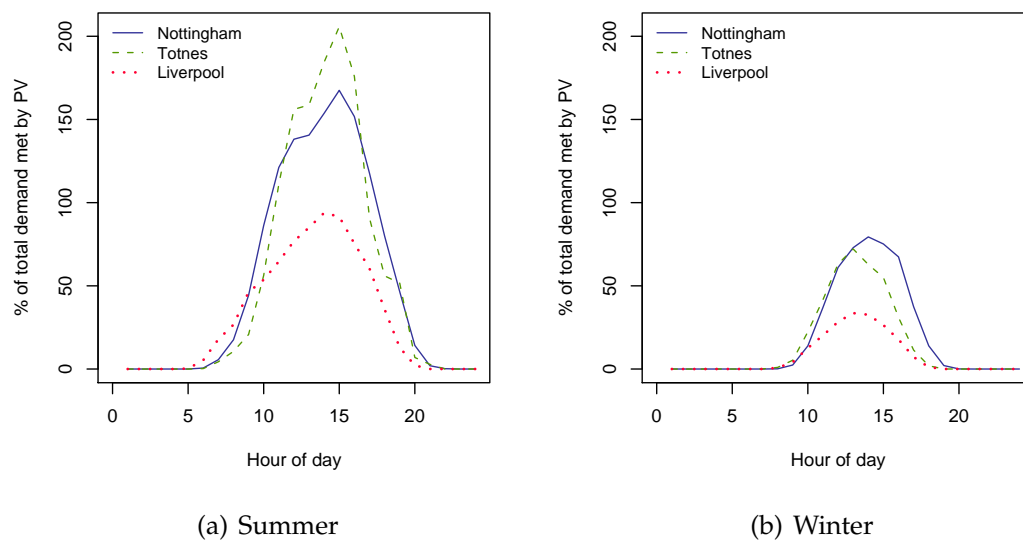 % of total demand met by PV
200
150
100
50
0
Nottingham
Totnes
Liverpool
0 5 10 15 20
Hour of day
(a) Summer
% of total demand met by PV
200
150
100
50
0
Nottingham
Totnes
Liverpool
0 5 10 15 20
Hour of day
(b) Winter